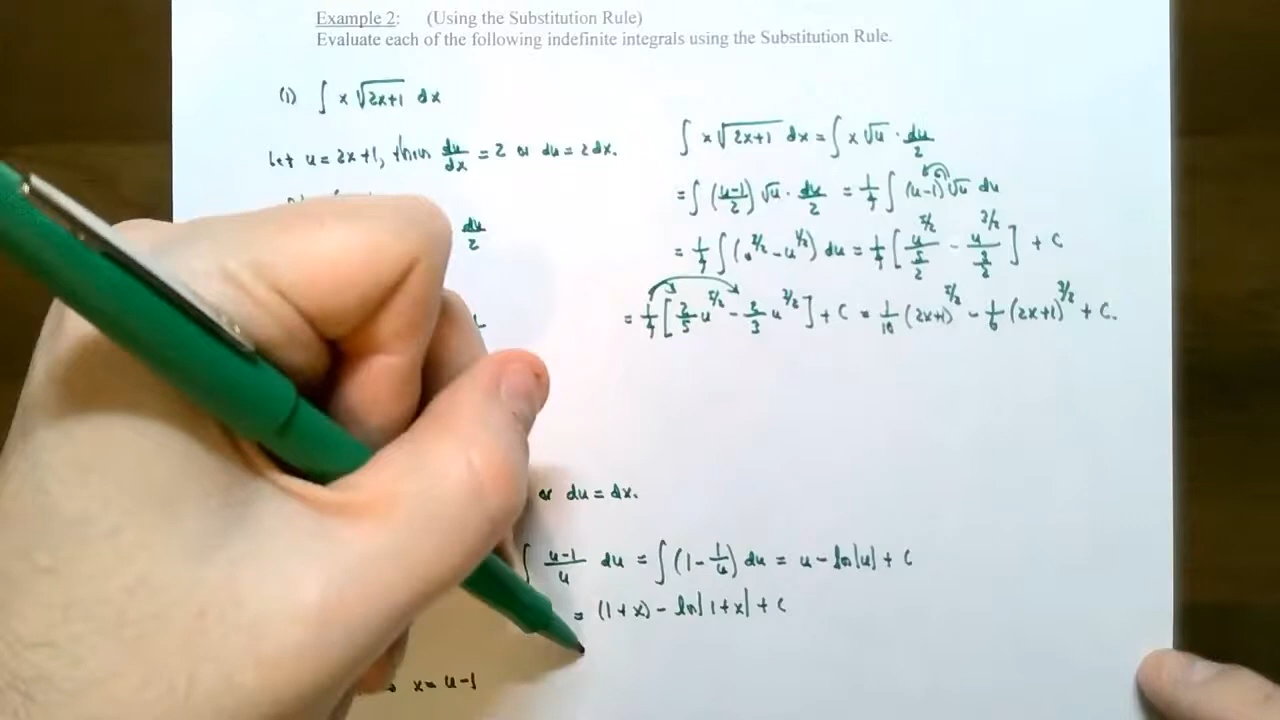 Example 2: (Using the Substitution Rule)
Evaluate each of the following indefinite integrals using the Substitution Rule.
(i) ∫ x √(2x+1) dx
Let u = 2x+1, then du/dx = 2 or du = 2dx.
du/2
∫ x √(2x+1) dx = ∫ x √u · du/2
= ∫ ((u-1)/2) √u · du/2 = 1/4 ∫ (u-1) √u du
= 1/4 ∫ (u^(3/2) - u^(1/2)) du = 1/4 [u^(5/2)/(5/2) - u^(3/2)/(3/2)] + C
= 1/4 [2/5 u^(5/2) - 2/3 u^(3/2)] + C = 1/10 (2x+1)^(5/2) - 1/6 (2x+1)^(3/2) + C.
or du = dx.
∫ (u-1)/u du = ∫ (1 - 1/u) du = u - ln|u| + C
= (1+x) - ln|1+x| + C
x = u-1